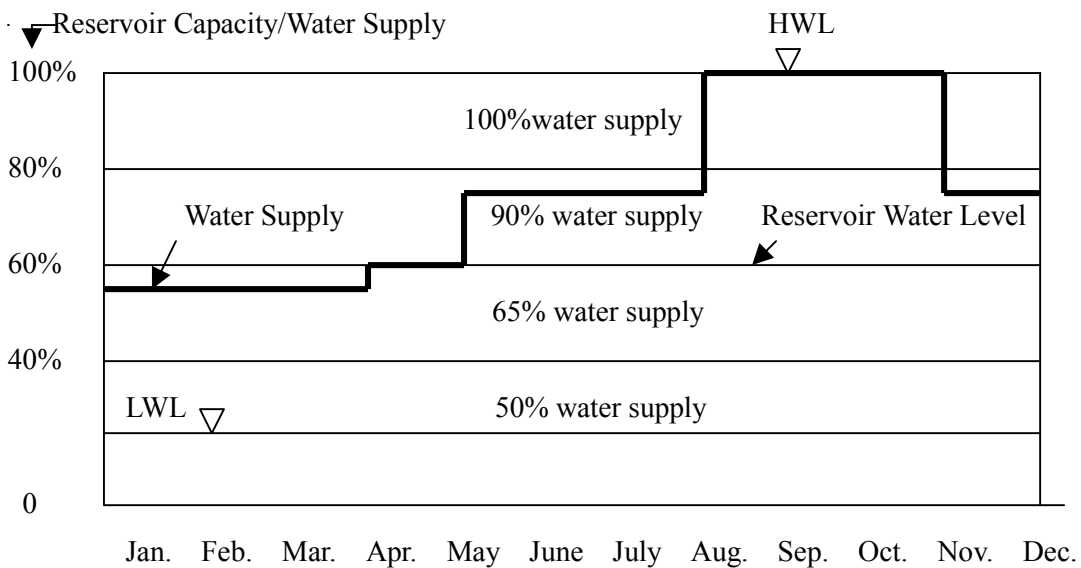 Reservoir Capacity/Water Supply
HWL
100%
100%water supply
80%
Water Supply
90% water supply
Reservoir Water Level
60%
65% water supply
40%
LWL
50% water supply
0
Jan. Feb. Mar. Apr. May June July Aug. Sep. Oct. Nov. Dec.